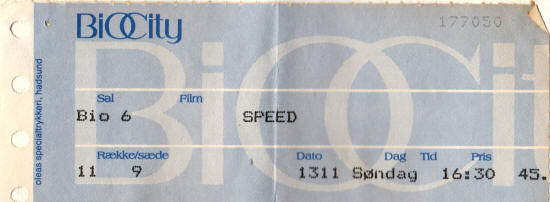 BiOCity 177050
oleas specialtrykkeri, hadsund
Sal Film
Bio 6 SPEED
Række/sæde Dato Dag Tid Pris
11 9 1311 Søndag 16:30 45.